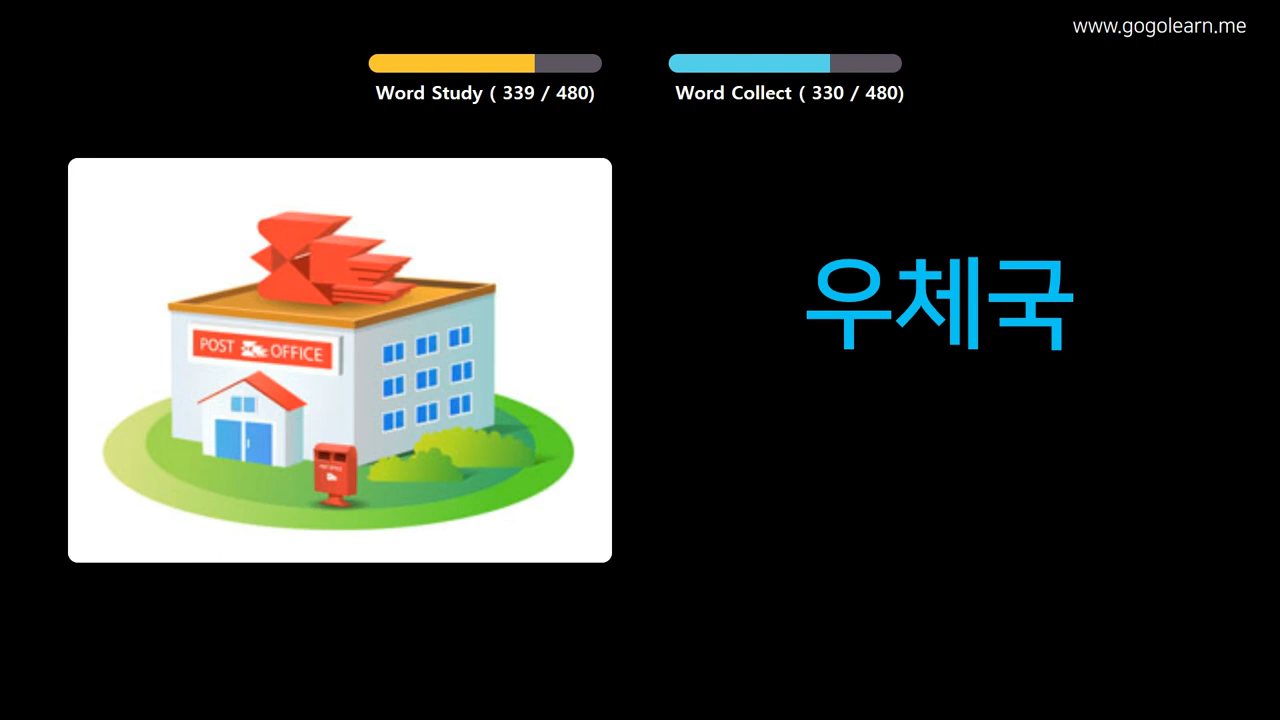 www.gogolearn.me
Word Study ( 339 / 480)
Word Collect ( 330 / 480)
우체국
POST OFFICE